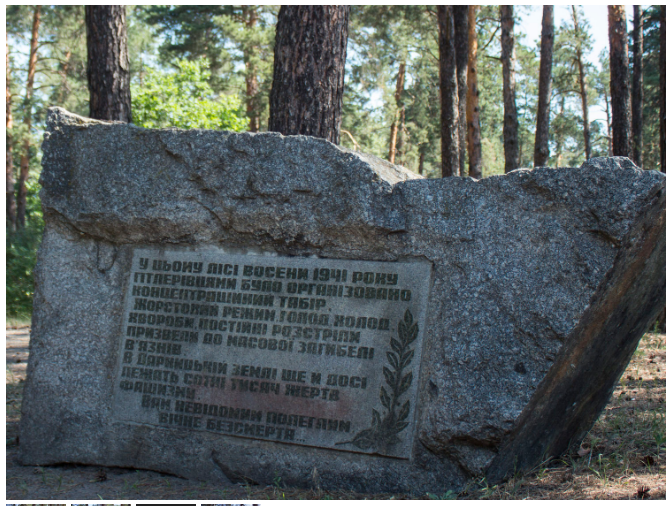 У ЦЬОМУ ЛІСІ ВОСЕНИ 1941 РОКУ
ГІТЛЕРІВЦЯМИ БУЛО ОРГАНІЗОВАНО
КОНЦЕНТРАЦІЙНИЙ ТАБІР.
ЖОРСТОКИЙ РЕЖИМ, ГОЛОД, ХОЛОД,
ХВОРОБИ, ПОСТІЙНІ РОЗСТРІЛИ
ПРИЗВЕЛИ ДО МАСОВОЇ ЗАГИБЕЛІ
В'ЯЗНІВ.
В ДАРНИЦЬКІЙ ЗЕМЛІ ЩЕ Й ДОСІ
ЛЕЖАТЬ СОТНІ ТИСЯЧ ЖЕРТВ
ФАШИЗМУ.
ВАМ НЕВІДОМИМ ПОЛЕГЛИМ
ВІЧНЕ БЕЗСМЕРТЯ...